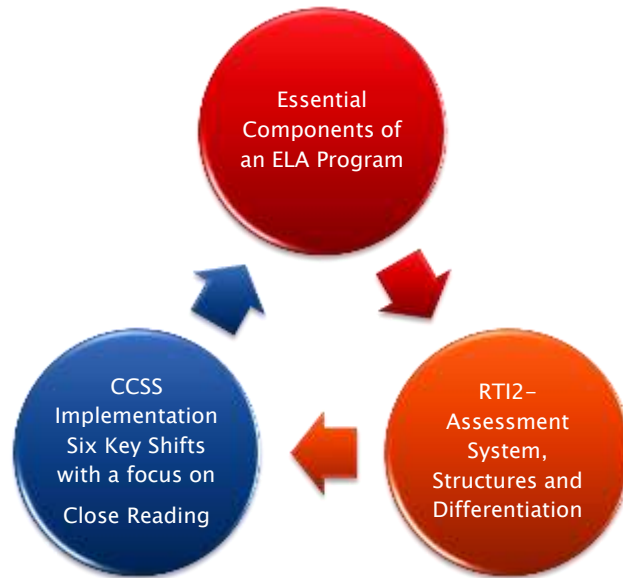 Essential
Components of
an ELA Program
RTI2-
Assessment
System,
Structures and
Differentiation
CCSS
Implementation
Six Key Shifts
with a focus on
Close Reading